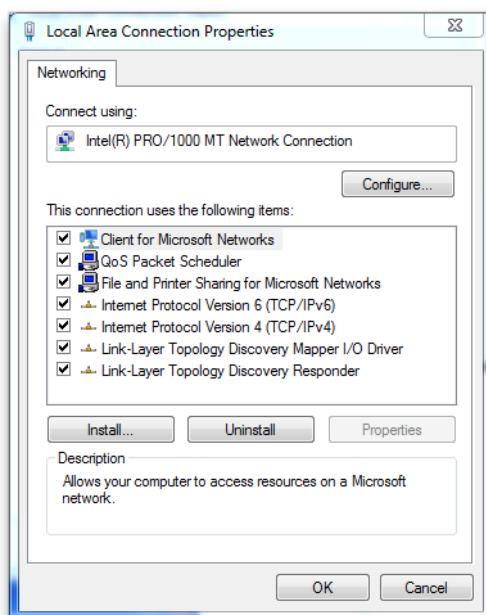 Local Area Connection Properties
Networking
Connect using:
Intel(R) PRO/1000 MT Network Connection
Configure...
This connection uses the following items:
Client for Microsoft Networks
QoS Packet Scheduler
File and Printer Sharing for Microsoft Networks
Internet Protocol Version 6 (TCP/IPv6)
Internet Protocol Version 4 (TCP/IPv4)
Link-Layer Topology Discovery Mapper I/O Driver
Link-Layer Topology Discovery Responder
Install... Uninstall Properties
Description
Allows your computer to access resources on a Microsoft
network.
OK Cancel